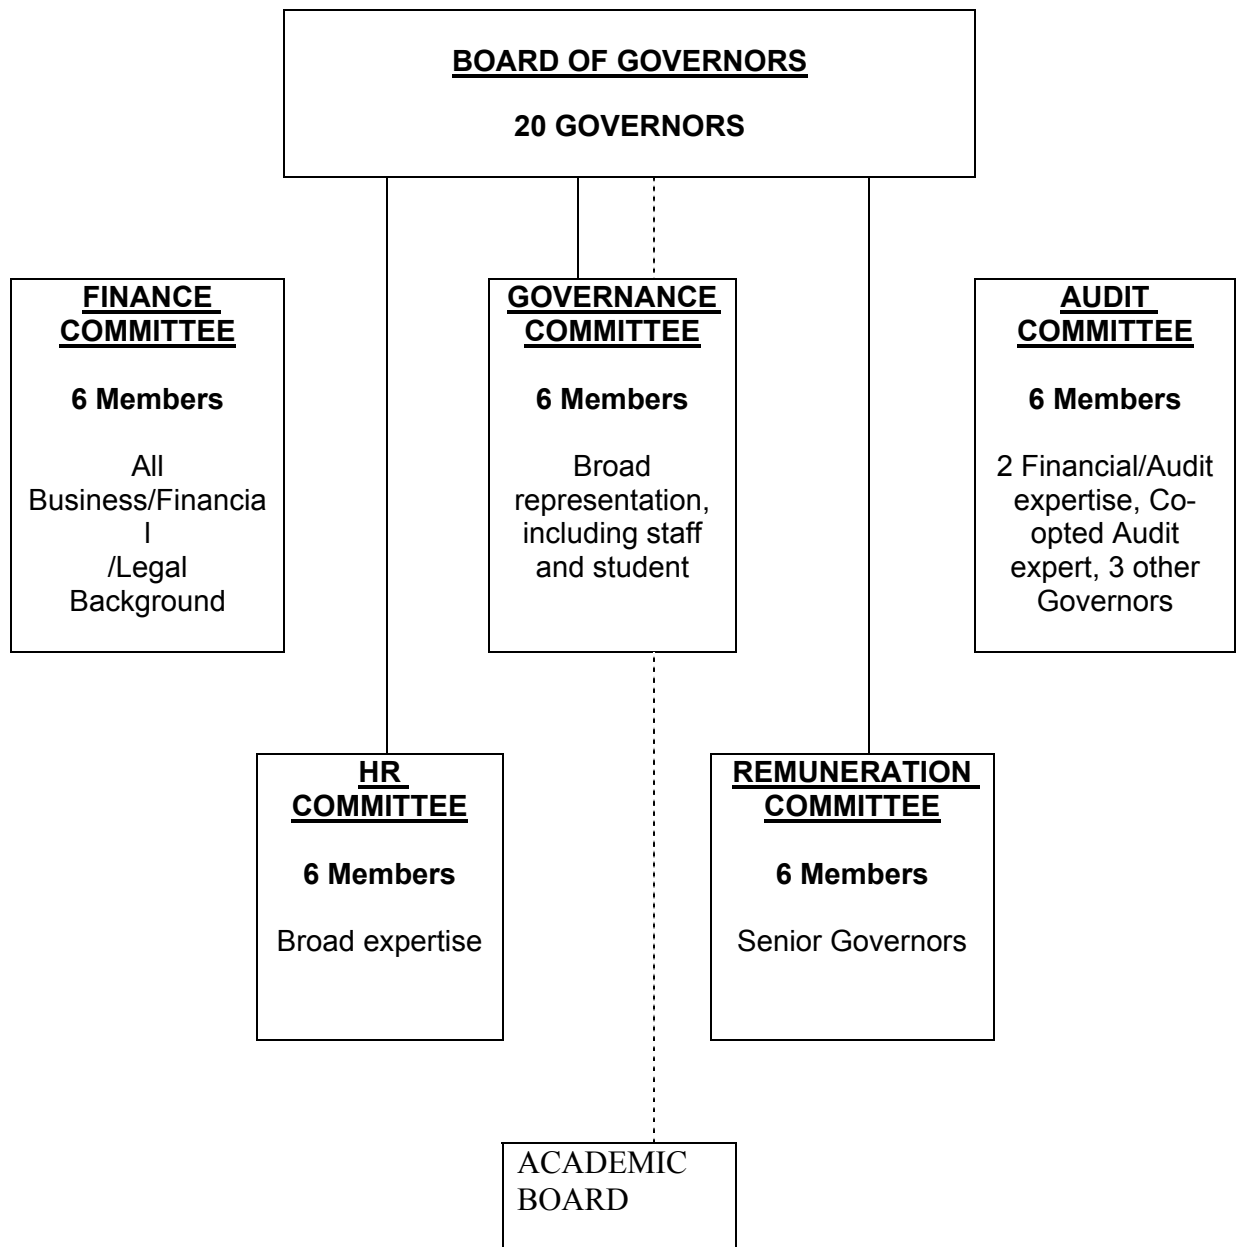 BOARD OF GOVERNORS
20 GOVERNORS
FINANCE
COMMITTEE
6 Members
All
Business/Financia
l
/Legal
Background
GOVERNANCE
COMMITTEE
6 Members
Broad
representation,
including staff
and student
AUDIT
COMMITTEE
6 Members
2 Financial/Audit
expertise, Co-
opted Audit
expert, 3 other
Governors
HR
COMMITTEE
6 Members
Broad expertise
REMUNERATION
COMMITTEE
6 Members
Senior Governors
ACADEMIC
BOARD